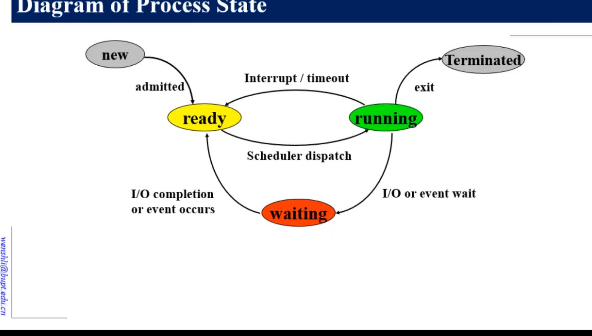 Diagram of Process State
new
Terminated
admitted
Interrupt / timeout
exit
ready
running
Scheduler dispatch
I/O completion
or event occurs
I/O or event wait
waiting
wenshli@bupt.edu.cn